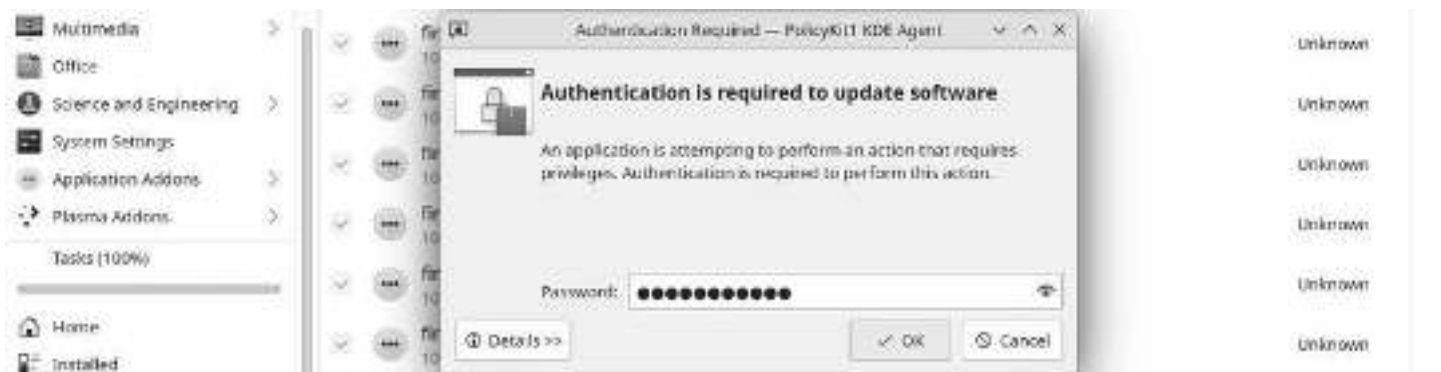 Multimedia
Office
Science and Engineering
System Settings
Application Addons
Plasma Addons
Tasks (100%)
Home
Installed
Authentication Required — PolicyKit1 KDE Agent
Authentication is required to update software
An application is attempting to perform an action that requires
privileges. Authentication is required to perform this action.
Password:
Details >>
OK
Cancel
Unknown
Unknown
Unknown
Unknown
Unknown
Unknown